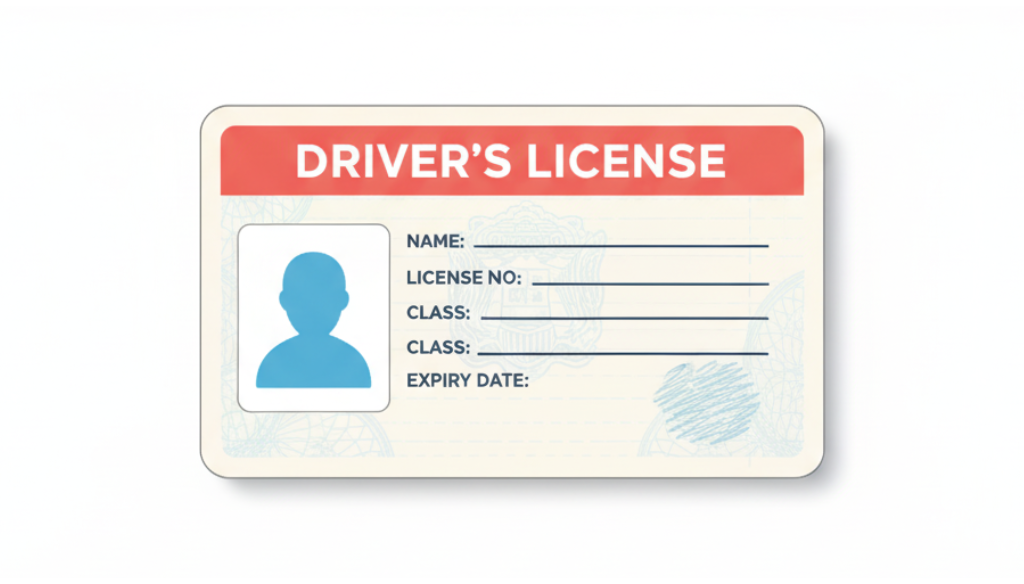 DRIVER'S LICENSE
NAME:
LICENSE NO:
CLASS:
CLASS:
EXPIRY DATE: